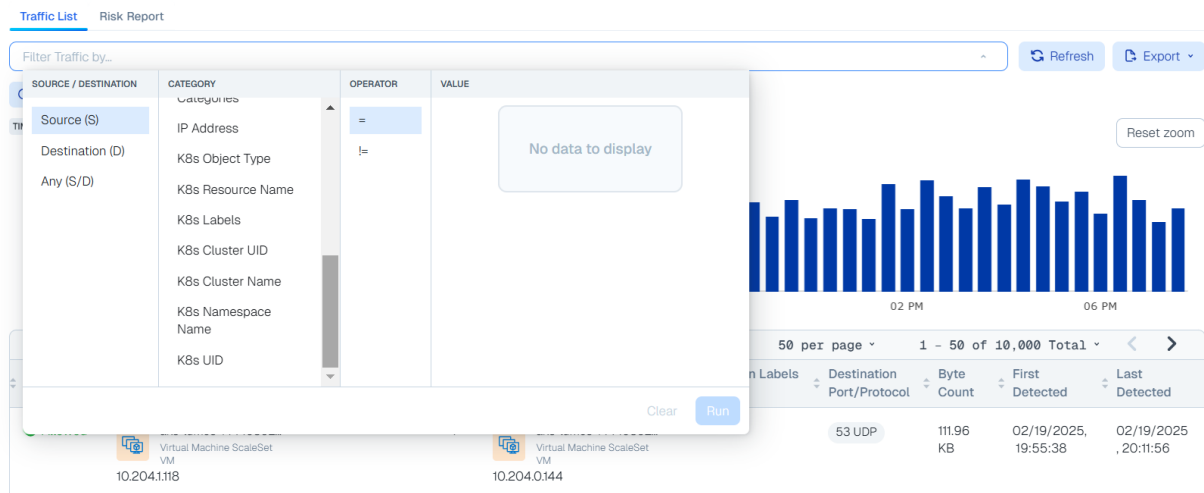 Traffic List Risk Report
Filter Traffic by...
Refresh
Export
SOURCE / DESTINATION
CATEGORY
OPERATOR
VALUE
Source (S)
Destination (D)
Any (S/D)
Categories
IP Address
K8s Object Type
K8s Resource Name
K8s Labels
K8s Cluster UID
K8s Cluster Name
K8s Namespace
Name
K8s UID
=
!=
No data to display
Clear
Run
Reset zoom
02 PM
06 PM
50 per page
1 – 50 of 10,000 Total
Labels
Destination
Port/Protocol
Byte
Count
First
Detected
Last
Detected
Virtual Machine ScaleSet
VM
10.204.1.118
Virtual Machine ScaleSet
VM
10.204.0.144
53 UDP
111.96
KB
02/19/2025,
19:55:38
02/19/2025
, 20:11:56